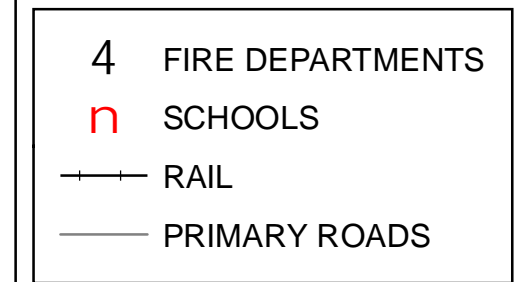 4 FIRE DEPARTMENTS
n SCHOOLS
RAIL
PRIMARY ROADS